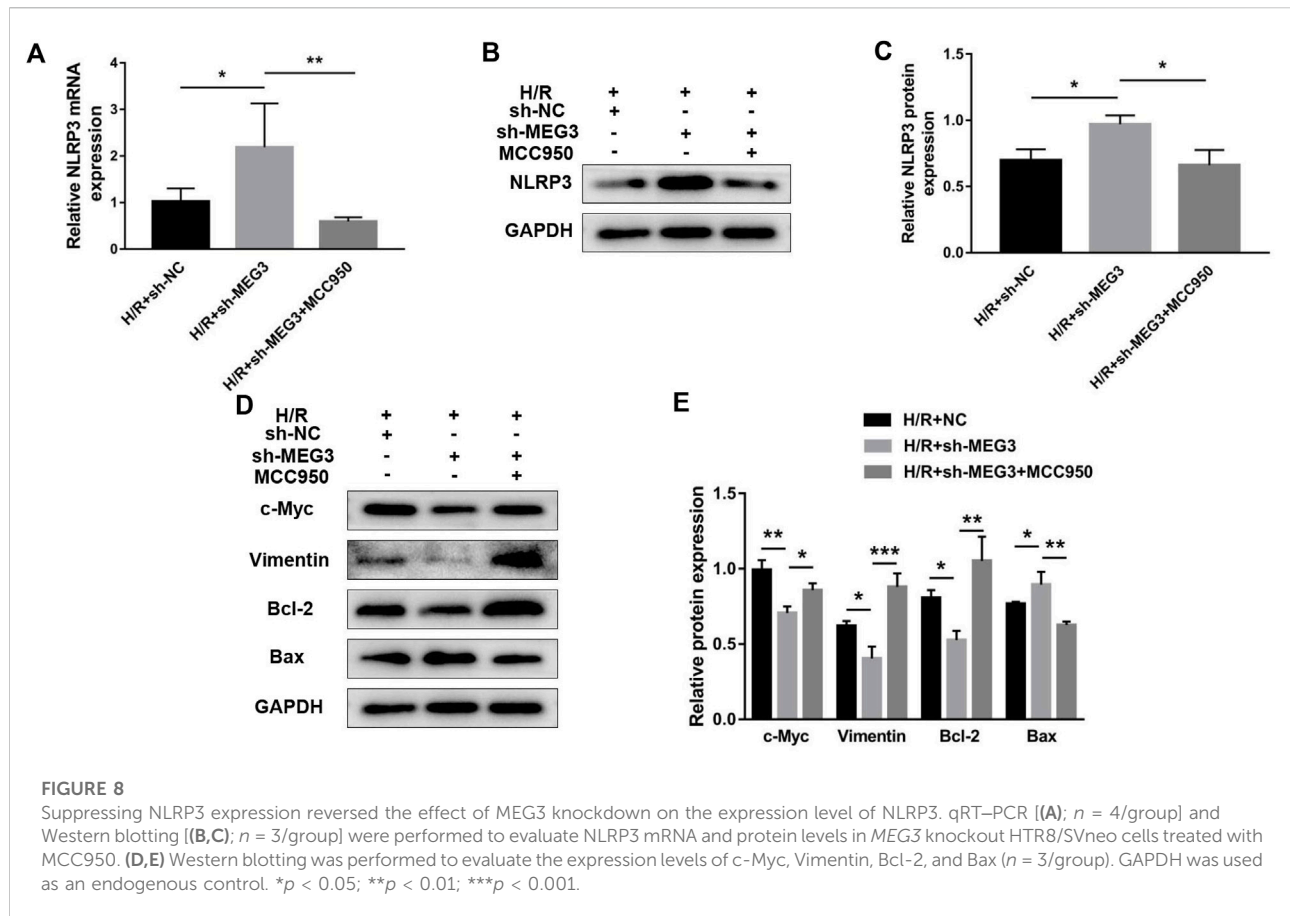 A
Relative NLRP3 mRNA
expression
4
3
2
1
0
*
**
H/R+sh-NC
H/R+sh-MEG3
H/R+sh-MEG3+MCC950
B
H/R + + +
sh-NC + - -
sh-MEG3 - + +
MCC950 - - +
NLRP3
GAPDH
C
Relative NLRP3 protein
expression
1.5
1.0
0.5
0.0
*
*
H/R+sh-NC
H/R+sh-MEG3
H/R+sh-MEG3+MCC950
D
H/R + + +
sh-NC + - -
sh-MEG3 - + +
MCC950 - - +
c-Myc
Vimentin
Bcl-2
Bax
GAPDH
E
H/R+NC
H/R+sh-MEG3
H/R+sh-MEG3+MCC950
Relative protein expression
1.5
1.0
0.5
0.0
** * * *** * ** * **
c-Myc Vimentin Bcl-2 Bax
FIGURE 8
Suppressing NLRP3 expression reversed the effect of MEG3 knockdown on the expression level of NLRP3. qRT–PCR [(A); n = 4/group] and
Western blotting [(B,C); n = 3/group] were performed to evaluate NLRP3 mRNA and protein levels in MEG3 knockout HTR8/SVneo cells treated with
MCC950. (D,E) Western blotting was performed to evaluate the expression levels of c-Myc, Vimentin, Bcl-2, and Bax (n = 3/group). GAPDH was used
as an endogenous control. *p < 0.05; **p < 0.01; ***p < 0.001.